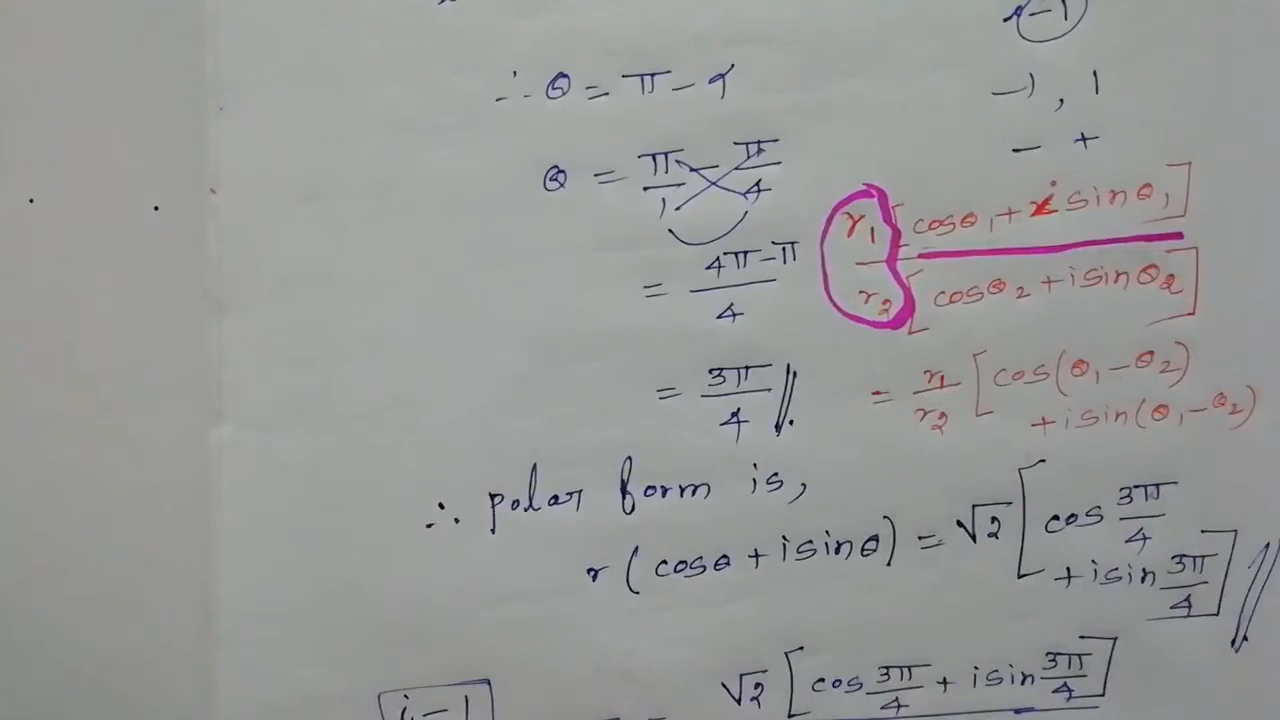 -1
∴ θ = π - α
-1, 1
- +
θ = π/1 - π/4
= (4π-π)/4
= 3π/4 //.
r₁[cosθ₁ + i sinθ₁]
r₂[cosθ₂ + i sinθ₂]
= r₁/r₂ [cos(θ₁-θ₂)
+ i sin(θ₁-θ₂)
∴ polar form is,
r(cosθ + i sinθ) = √2 [cos 3π/4
+ i sin 3π/4] //
i-1
= √2 [cos 3π/4 + i sin 3π/4]